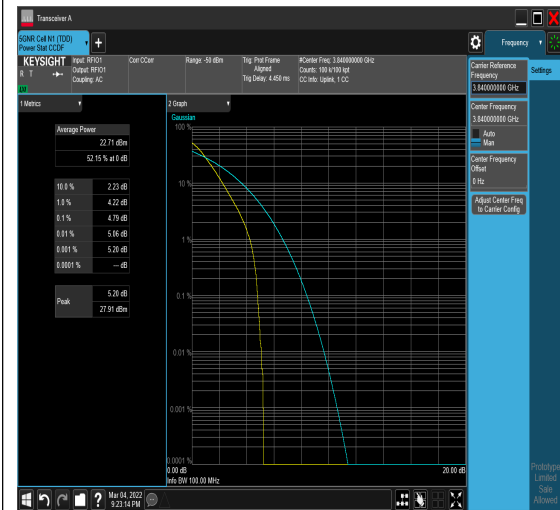 Transceiver A
5GNR Cell N1 (TDD)
Power Stat CCDF
Frequency
KEYSIGHT
R T
Input: RFIO1
Output: RFIO1
Coupling: AC
Corr CCorr
Range: -50 dBm
Trig: Prot Frame
Aligned
Trig Delay: 4.450 ms
#Center Freq: 3.840000000 GHz
Counts: 100 k/100 kpt
CC Info: Uplink, 1 CC
Carrier Reference
Frequency
3.840000000 GHz
Settings
Center Frequency
3.840000000 GHz
Auto
Man
Center Frequency
Offset
0 Hz
Adjust Center Freq
to Carrier Config
1 Metrics
Average Power
22.71 dBm
52.15 % at 0 dB
10.0 % 2.23 dB
1.0 % 4.22 dB
0.1 % 4.79 dB
0.01 % 5.06 dB
0.001 % 5.20 dB
0.0001 % --- dB
Peak
5.20 dB
27.91 dBm
2 Graph
Gaussian
100 %
10 %
1 %
0.1 %
0.01 %
0.001 %
0.0001 %
0.00 dB
20.00 dB
Info BW 100.00 MHz
Mar 04, 2022
9:23:14 PM
Prototype
Limited
Sale
Allowed